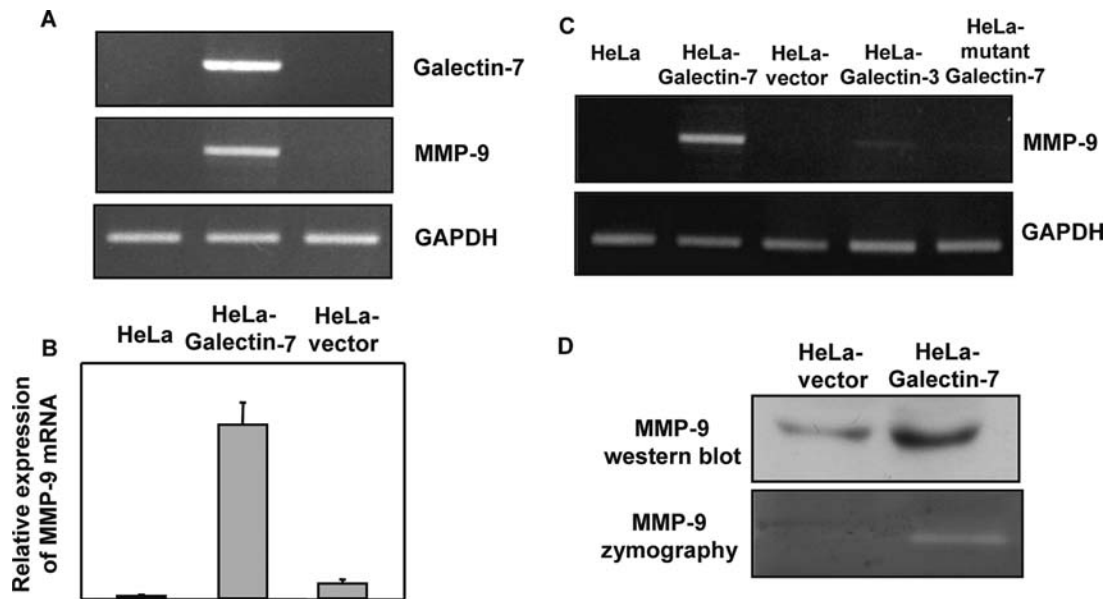 A
Galectin-7
MMP-9
GAPDH
B
HeLa
HeLa-
Galectin-7
HeLa-
vector
Relative expression
of MMP-9 mRNA
C
HeLa
HeLa-
Galectin-7
HeLa-
vector
HeLa-
Galectin-3
HeLa-
mutant
Galectin-7
MMP-9
GAPDH
D
HeLa-
vector
HeLa-
Galectin-7
MMP-9
western blot
MMP-9
zymography